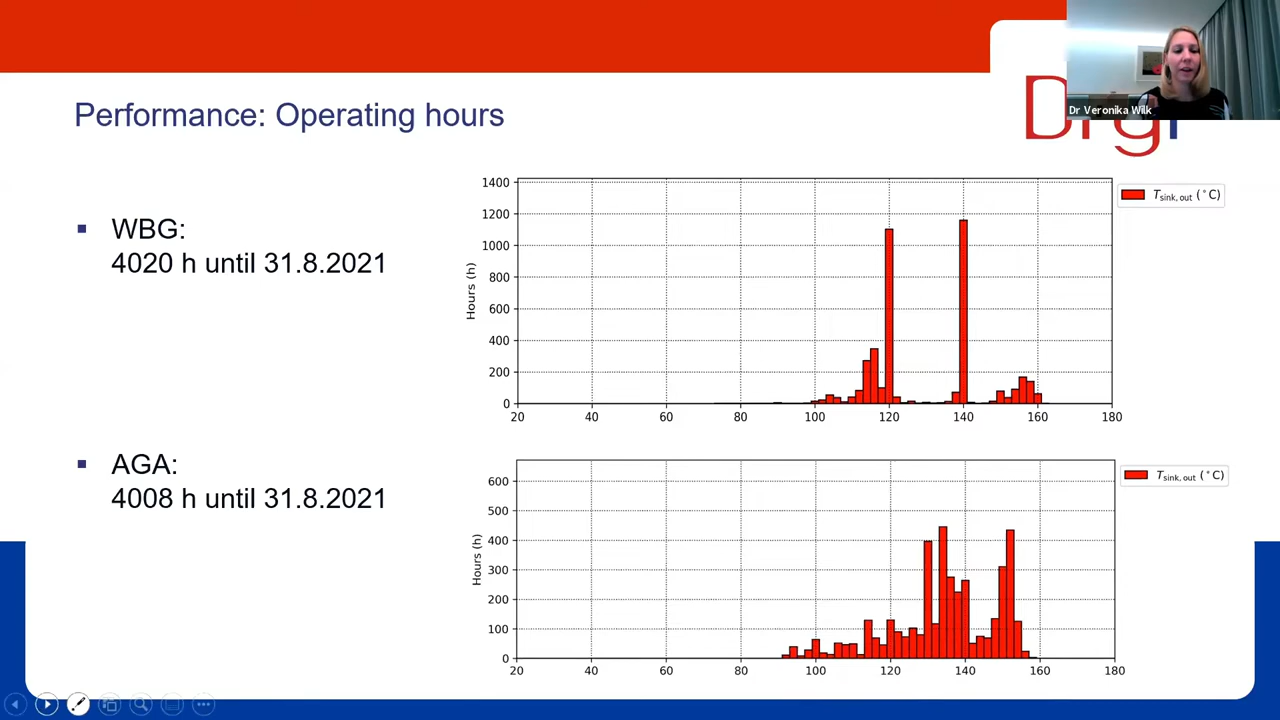 Dr Veronika Wilk
Performance: Operating hours
▪ WBG:
4020 h until 31.8.2021
1400
1200
1000
800
600
400
200
0
Hours (h)
20 40 60 80 100 120 140 160 180
T sink, out (°C)
▪ AGA:
4008 h until 31.8.2021
600
500
400
300
200
100
0
Hours (h)
20 40 60 80 100 120 140 160 180
T sink, out (°C)